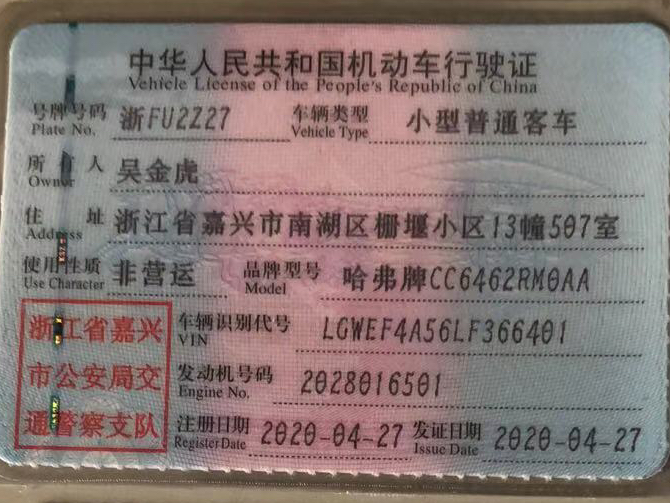 中华人民共和国机动车行驶证
Vehicle License of the People's Republic of China
号牌号码 浙FU2Z27 车辆类型 小型普通客车
Plate No. Vehicle Type
所有人 吴金虎
Owner
住址 浙江省嘉兴市南湖区栅堰小区13幢507室
Address
使用性质 非营运 品牌型号 哈弗牌CC6462RM0AA
Use Character Model
浙江省嘉兴 车辆识别代号 LGWEF4A56LF366401
VIN
市公安局交 发动机号码 2028016501
Engine No.
通警察支队 注册日期 2020-04-27 发证日期 2020-04-27
Register Date Issue Date